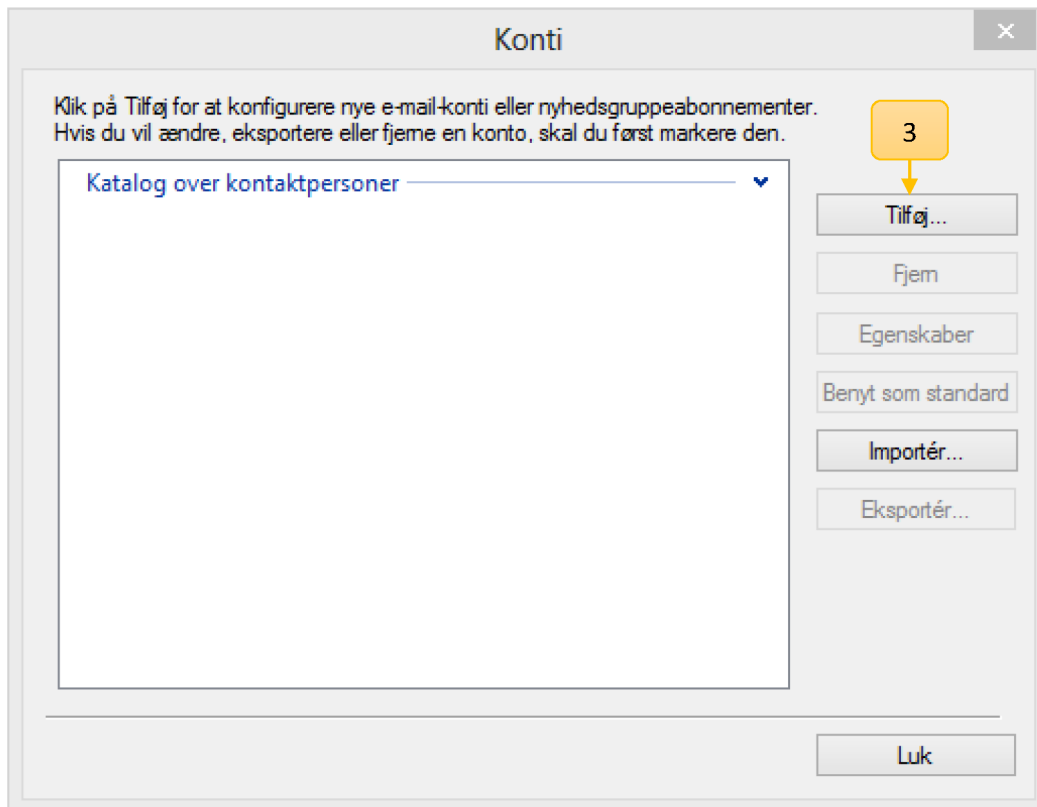 Konti
Klik på Tilføj for at konfigurere nye e-mail-konti eller nyhedsgruppeabonnementer.
Hvis du vil ændre, eksportere eller fjerne en konto, skal du først markere den.
3
Katalog over kontaktpersoner
Tilføj...
Fjern
Egenskaber
Benyt som standard
Importér...
Eksportér...
Luk